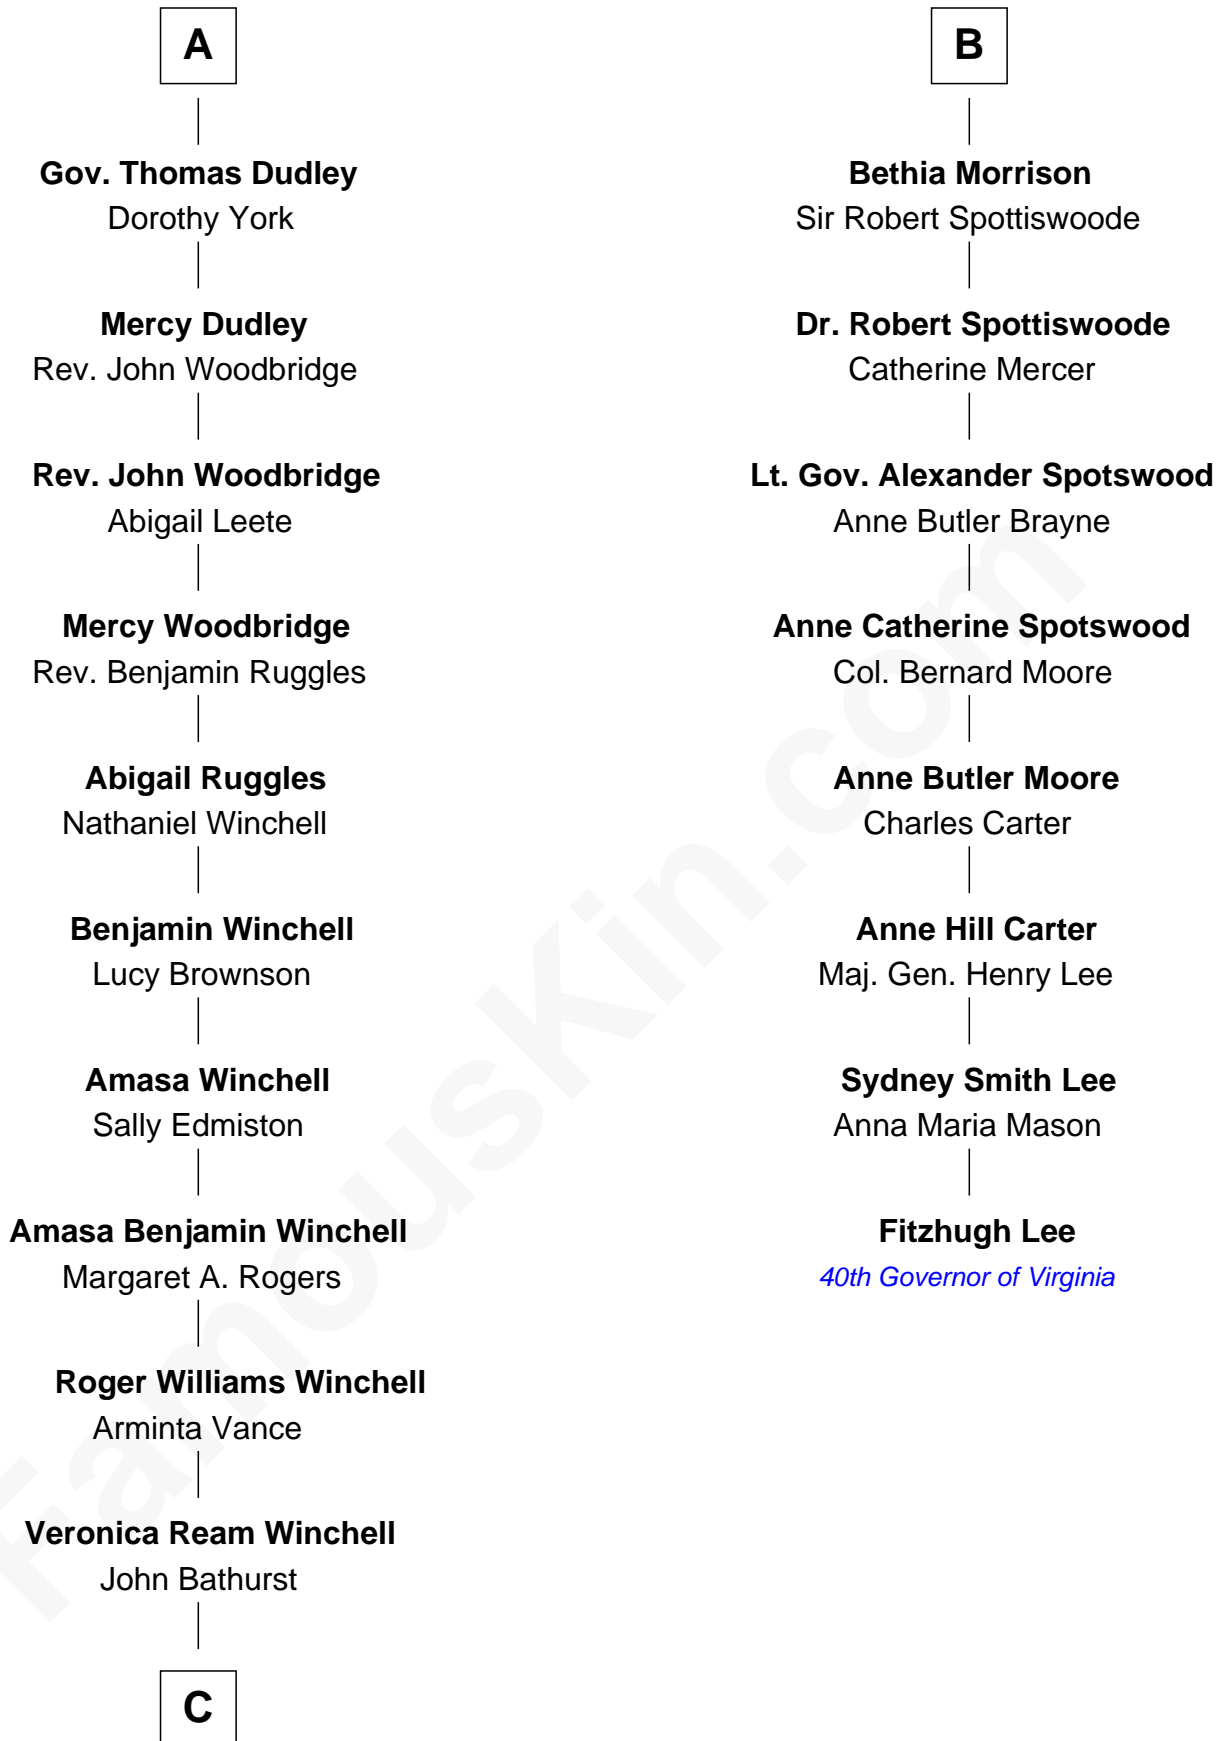 A
Gov. Thomas Dudley
Dorothy York
Mercy Dudley
Rev. John Woodbridge
Rev. John Woodbridge
Abigail Leete
Mercy Woodbridge
Rev. Benjamin Ruggles
Abigail Ruggles
Nathaniel Winchell
Benjamin Winchell
Lucy Brownson
Amasa Winchell
Sally Edmiston
Amasa Benjamin Winchell
Margaret A. Rogers
Roger Williams Winchell
Arminta Vance
Veronica Ream Winchell
John Bathurst
C
B
Bethia Morrison
Sir Robert Spottiswoode
Dr. Robert Spottiswoode
Catherine Mercer
Lt. Gov. Alexander Spotswood
Anne Butler Brayne
Anne Catherine Spotswood
Col. Bernard Moore
Anne Butler Moore
Charles Carter
Anne Hill Carter
Maj. Gen. Henry Lee
Sydney Smith Lee
Anna Maria Mason
Fitzhugh Lee
40th Governor of Virginia
FamousKin.com